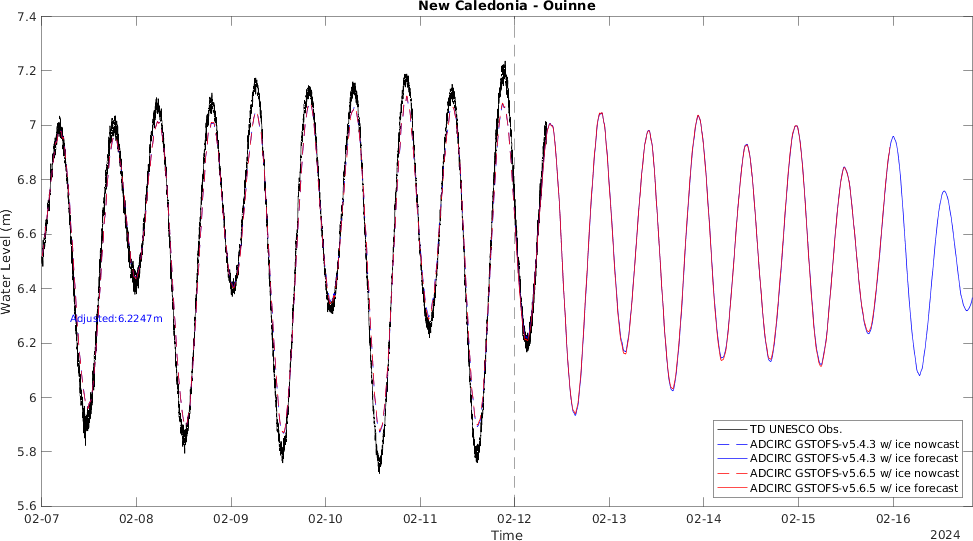 New Caledonia - Ouinne
7.4
7.2
7
6.8
6.6
6.4
6.2
6
5.8
5.6
Water Level (m)
Adjusted:6.2247m
TD UNESCO Obs.
ADCIRC GSTOFS-v5.4.3 w/ ice nowcast
ADCIRC GSTOFS-v5.4.3 w/ ice forecast
ADCIRC GSTOFS-v5.6.5 w/ ice nowcast
ADCIRC GSTOFS-v5.6.5 w/ ice forecast
02-07 02-08 02-09 02-10 02-11 02-12 02-13 02-14 02-15 02-16
Time
2024